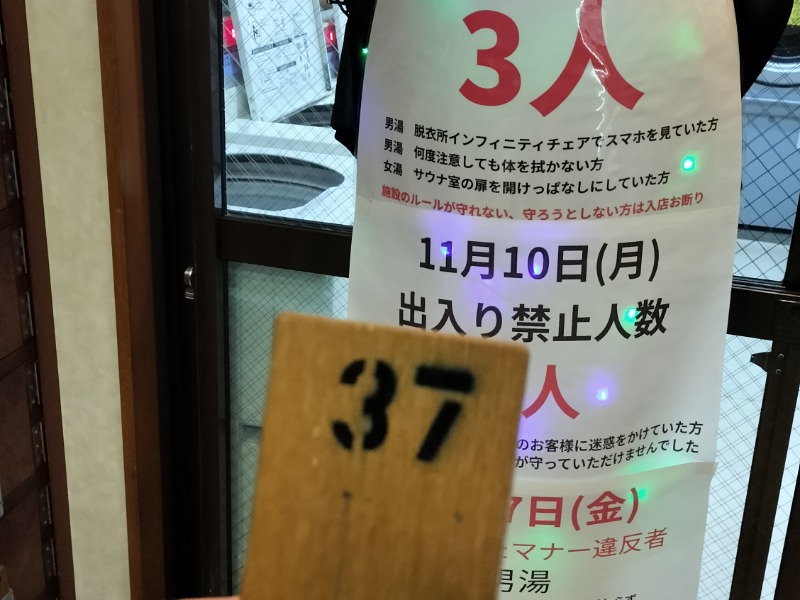 3人
男湯 脱衣所インフィニティチェアでスマホを見ていた方
男湯 何度注意しても体を拭かない方
女湯 サウナ室の扉を開けっぱなしにしていた方
施設のルールが守れない、守ろうとしない方は入店お断り
11月10日(月)
出入り禁止人数
人
のお客様に迷惑をかけていた方
が守っていただけませんでした
7日(金)
マナー違反者
男湯
37